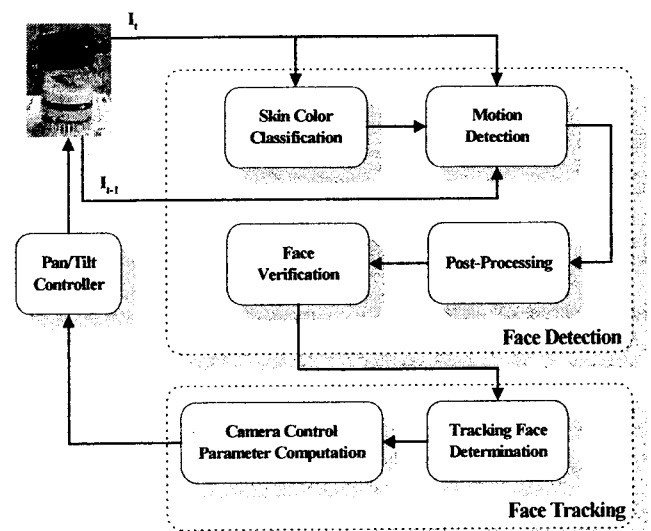 I_t
Skin Color
Classification
Motion
Detection
I_{t-1}
Pan/Tilt
Controller
Face
Verification
Post-Processing
Face Detection
Camera Control
Parameter Computation
Tracking Face
Determination
Face Tracking